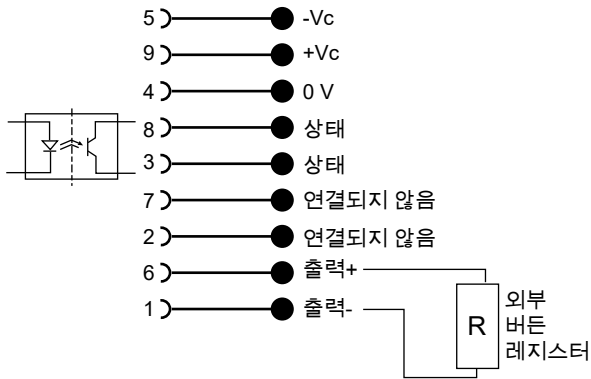 5 -Vc
9 +Vc
4 0 V
8 상태
3 상태
7 연결되지 않음
2 연결되지 않음
6 출력+
1 출력-
R
외부
버든
레지스터